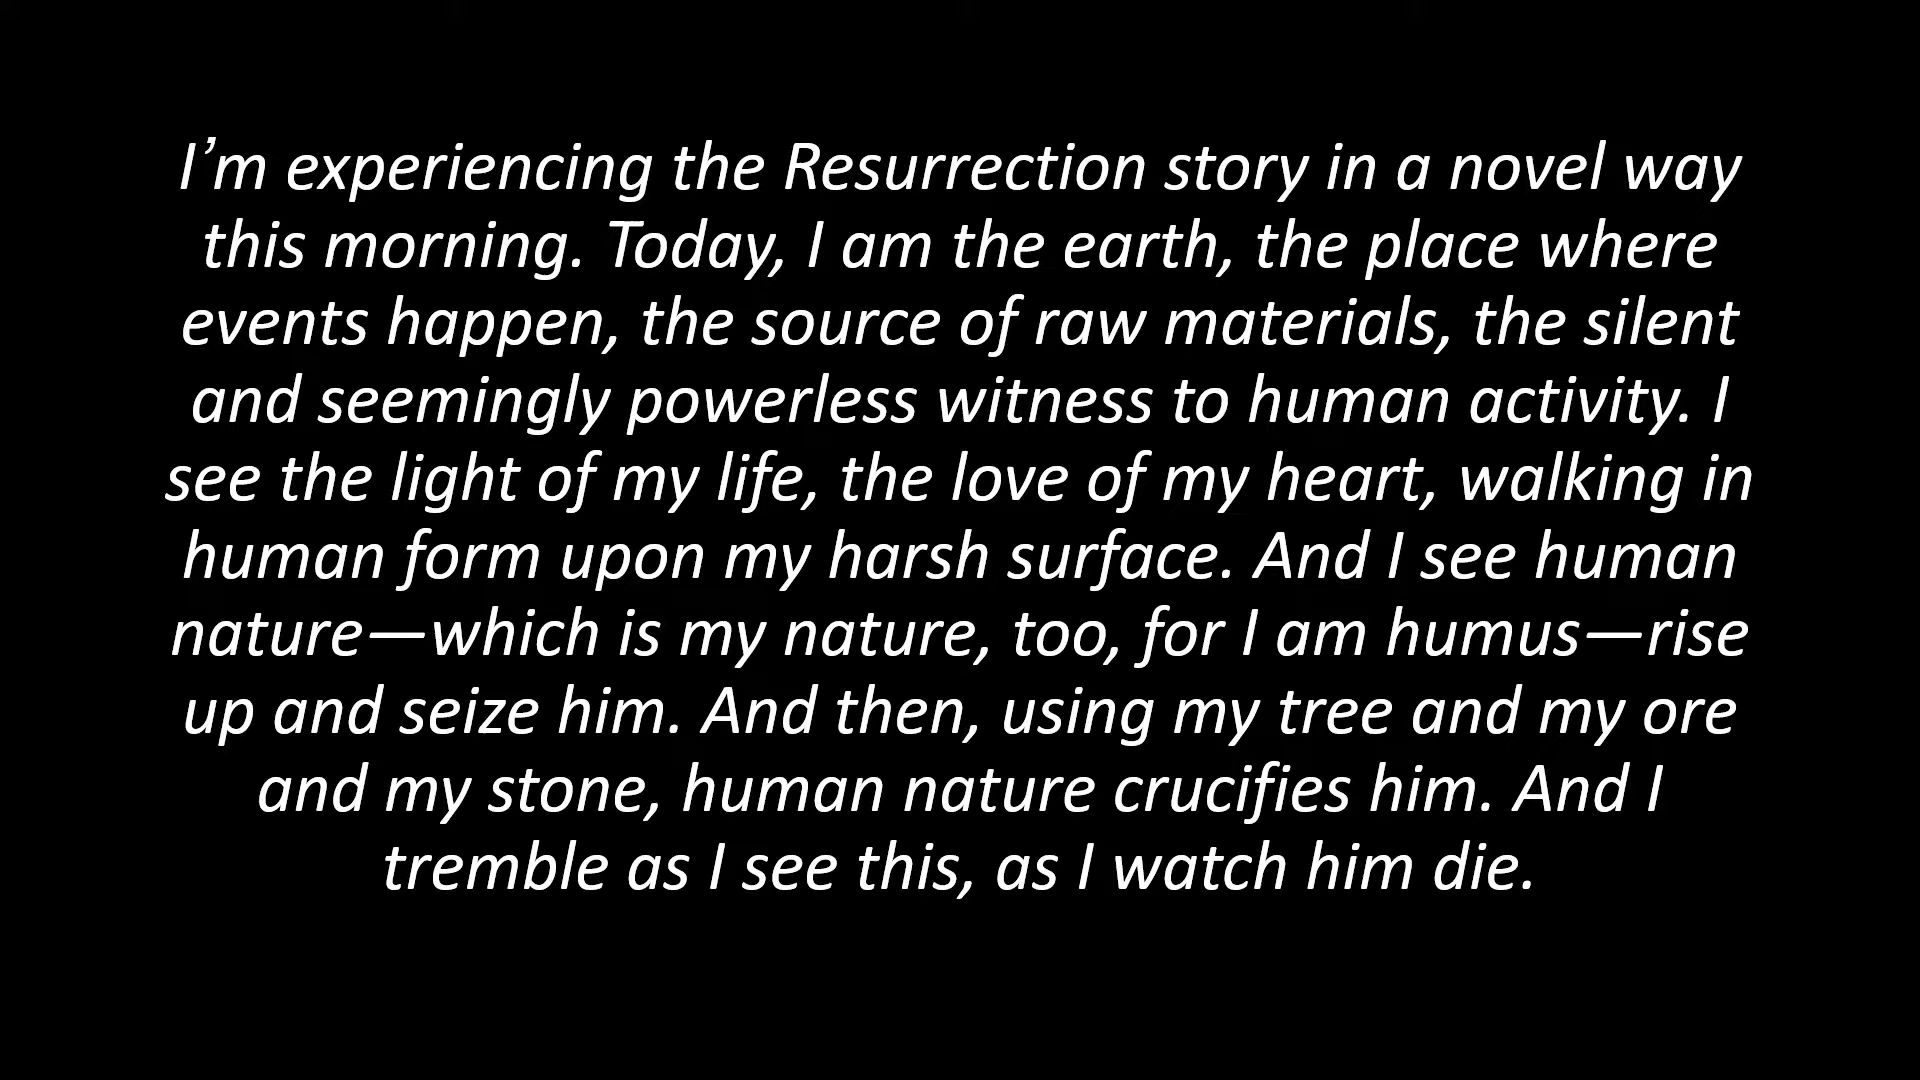 I’m experiencing the Resurrection story in a novel way
this morning. Today, I am the earth, the place where
events happen, the source of raw materials, the silent
and seemingly powerless witness to human activity. I
see the light of my life, the love of my heart, walking in
human form upon my harsh surface. And I see human
nature—which is my nature, too, for I am humus—rise
up and seize him. And then, using my tree and my ore
and my stone, human nature crucifies him. And I
tremble as I see this, as I watch him die.